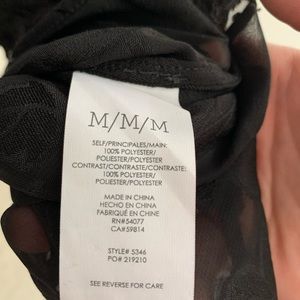 M/M/M
SELF/PRINCIPALES/MAIN:
100% POLYESTER/
POLIESTER/POLYESTER
CONTRAST/CONTRASTE/CONTRASTE:
100% POLYESTER/
POLIESTER/POLYESTER
MADE IN CHINA
HECHO EN CHINA
FABRIQUÉ EN CHINE
RN#54077
CA#59814
STYLE# 5346
PO# 219210
SEE REVERSE FOR CARE